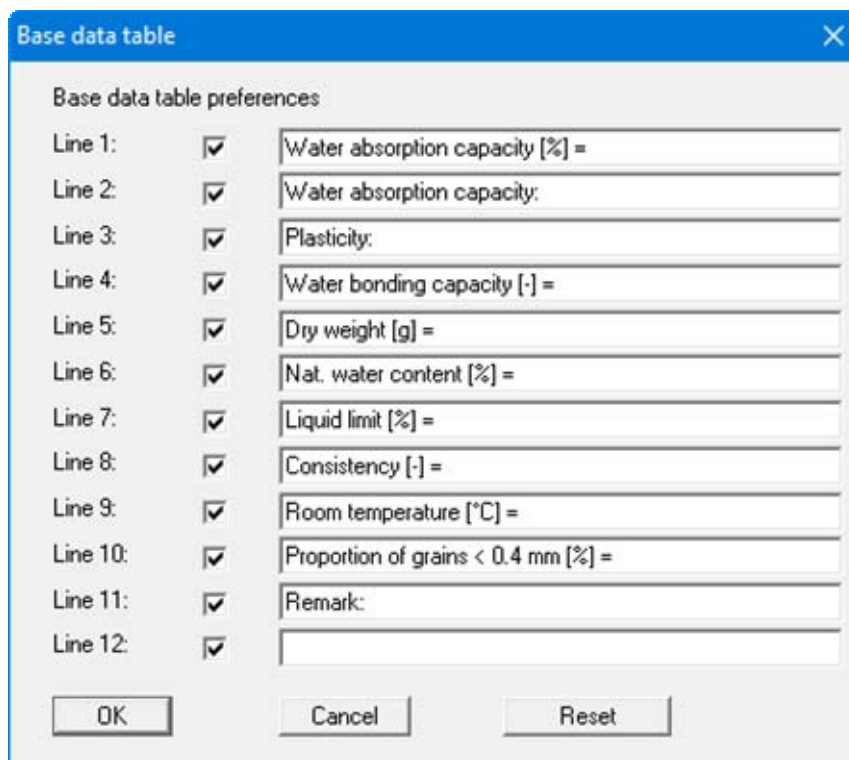 Base data table
Base data table preferences
Line 1: Water absorption capacity [%] =
Line 2: Water absorption capacity:
Line 3: Plasticity:
Line 4: Water bonding capacity [-] =
Line 5: Dry weight [g] =
Line 6: Nat. water content [%] =
Line 7: Liquid limit [%] =
Line 8: Consistency [-] =
Line 9: Room temperature [°C] =
Line 10: Proportion of grains < 0.4 mm [%] =
Line 11: Remark:
Line 12:
OK Cancel Reset